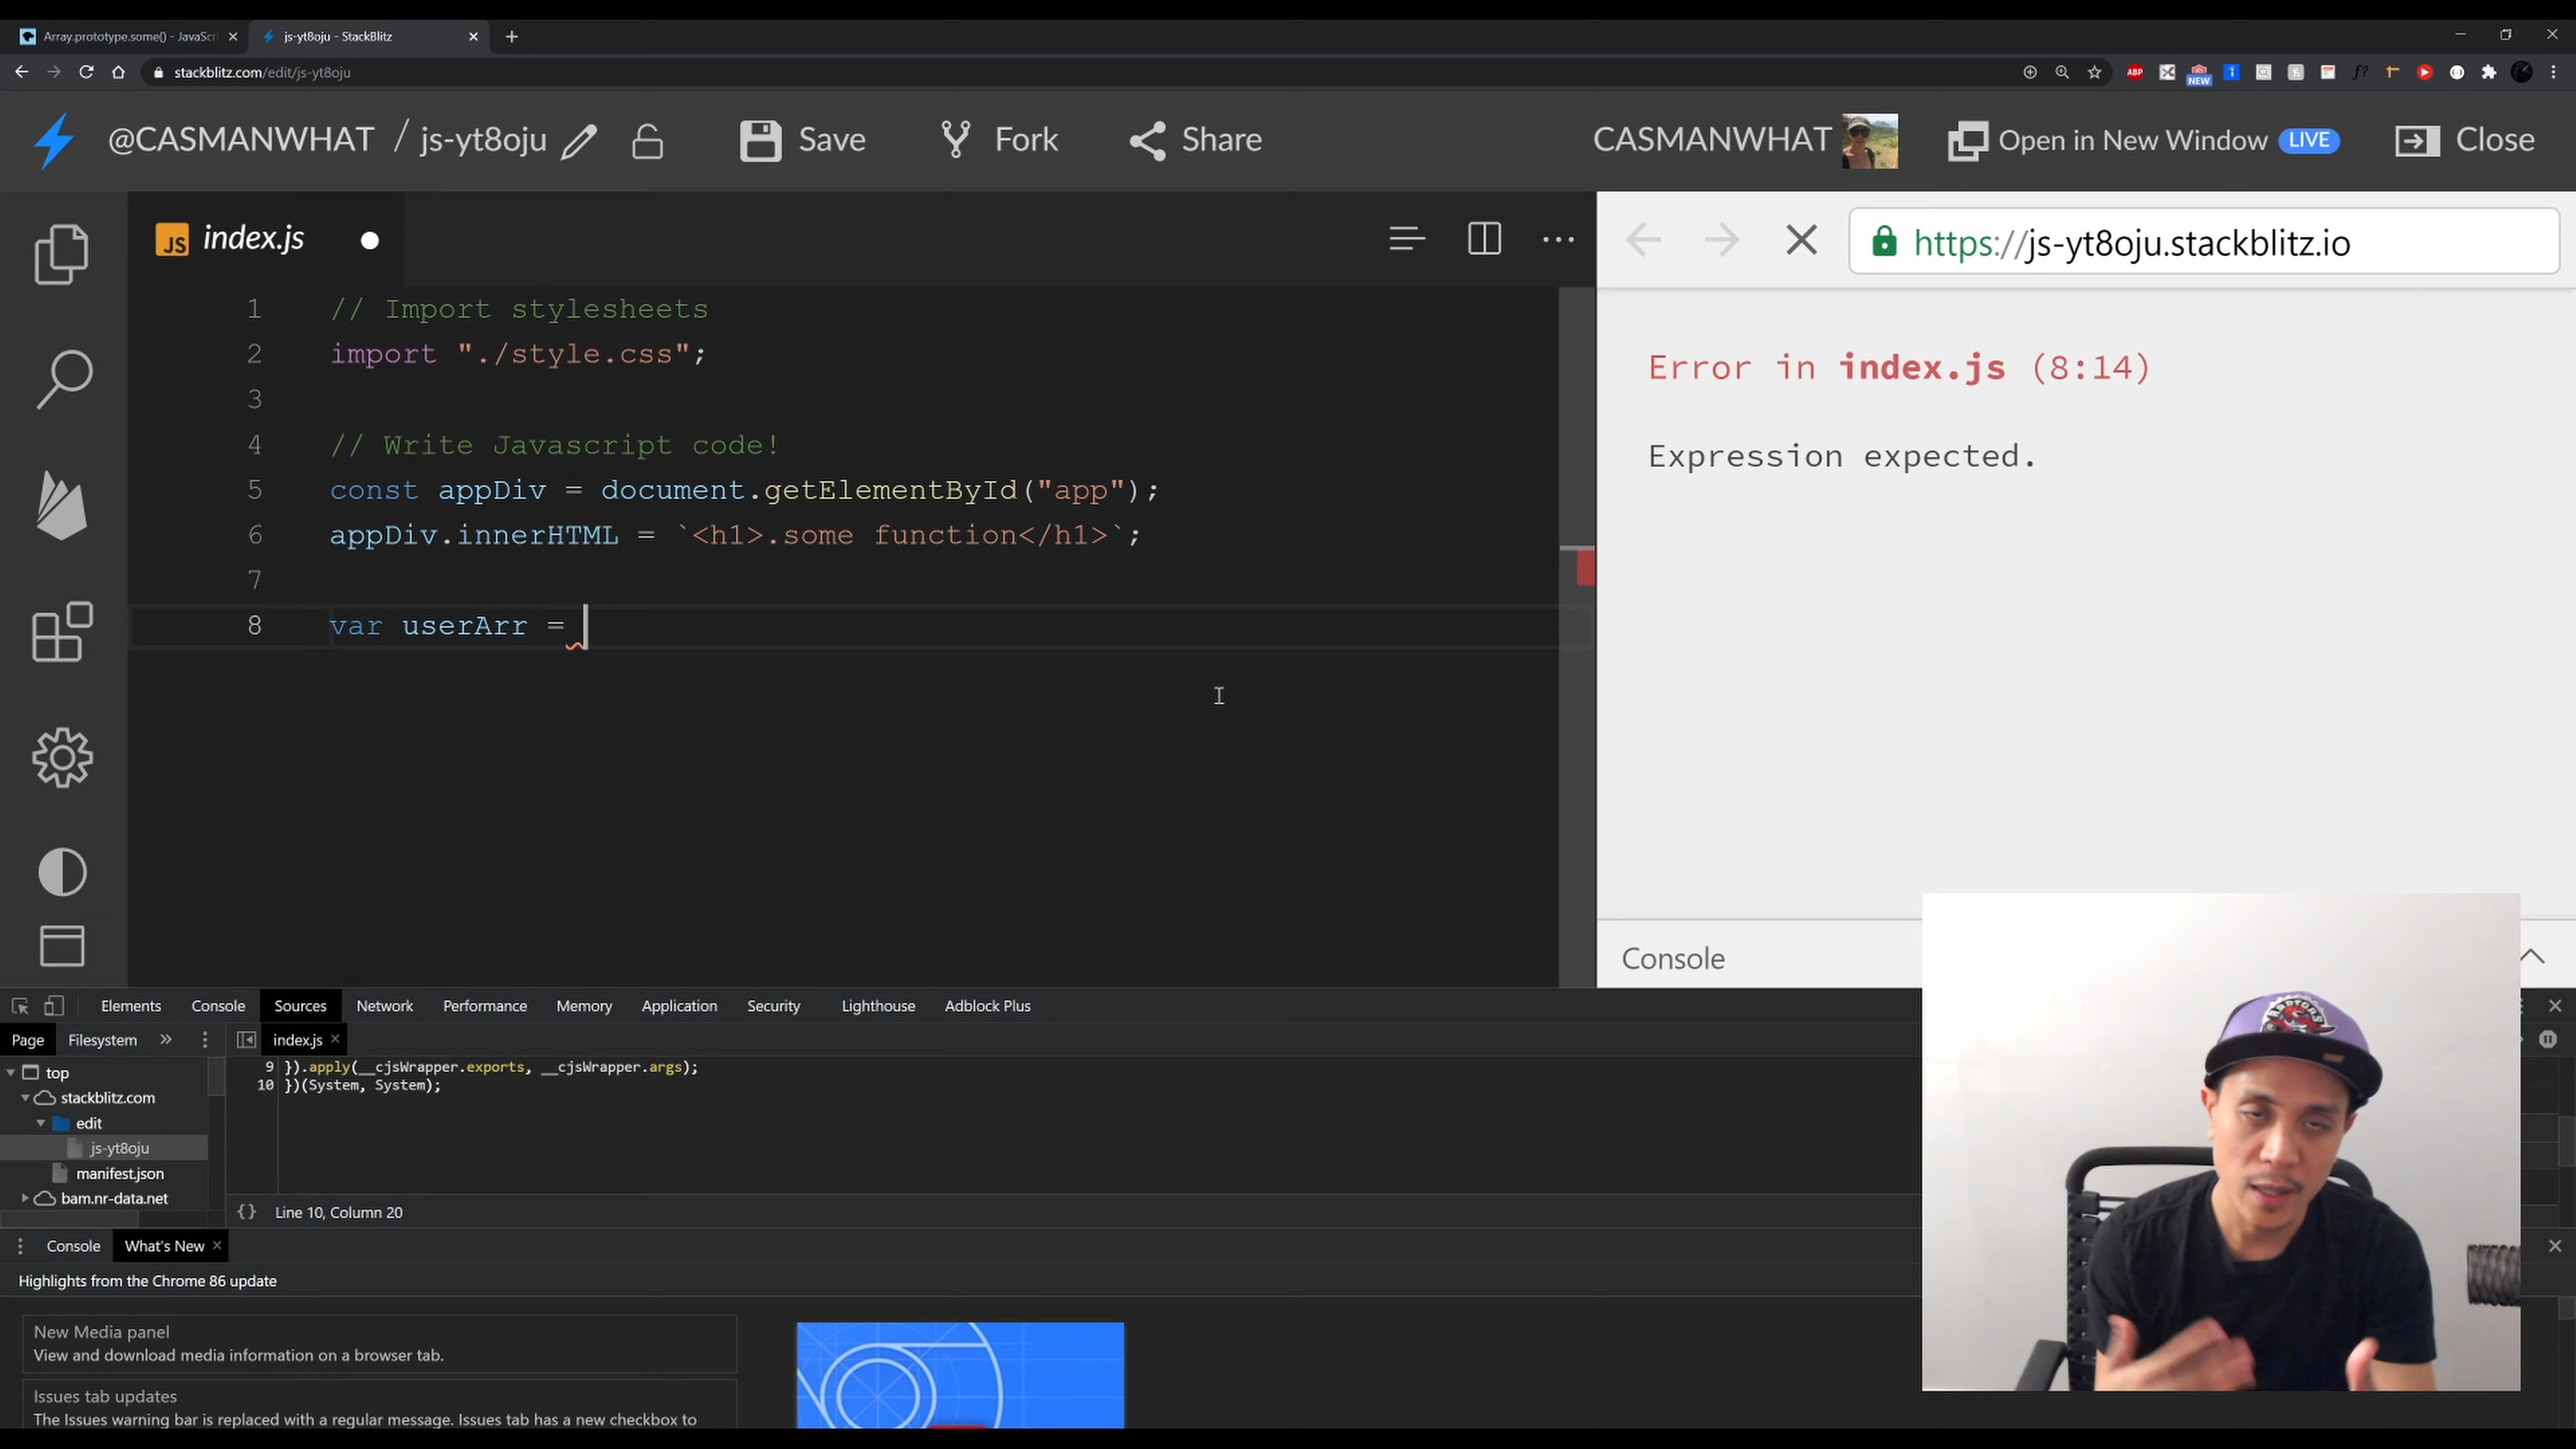 Array.prototype.some() - JavaScri
js-yt8oju - StackBlitz
stackblitz.com/edit/js-yt8oju
ABP
NEW
f?
@CASMANWHAT / js-yt8oju
Save
Fork
Share
CASMANWHAT
Open in New Window LIVE
Close
JS index.js
https://js-yt8oju.stackblitz.io
1 // Import stylesheets
2 import "./style.css";
3
4 // Write Javascript code!
5 const appDiv = document.getElementById("app");
6 appDiv.innerHTML = `<h1>.some function</h1>`;
7
8 var userArr =
Error in index.js (8:14)
Expression expected.
Console
Elements Console Sources Network Performance Memory Application Security Lighthouse Adblock Plus
Page Filesystem » index.js
9 }).apply(__cjsWrapper.exports, __cjsWrapper.args);
10 })(System, System);
top
stackblitz.com
edit
js-yt8oju
manifest.json
bam.nr-data.net
{} Line 10, Column 20
Console What's New
Highlights from the Chrome 86 update
New Media panel
View and download media information on a browser tab.
Issues tab updates
The Issues warning bar is replaced with a regular message. Issues tab has a new checkbox to